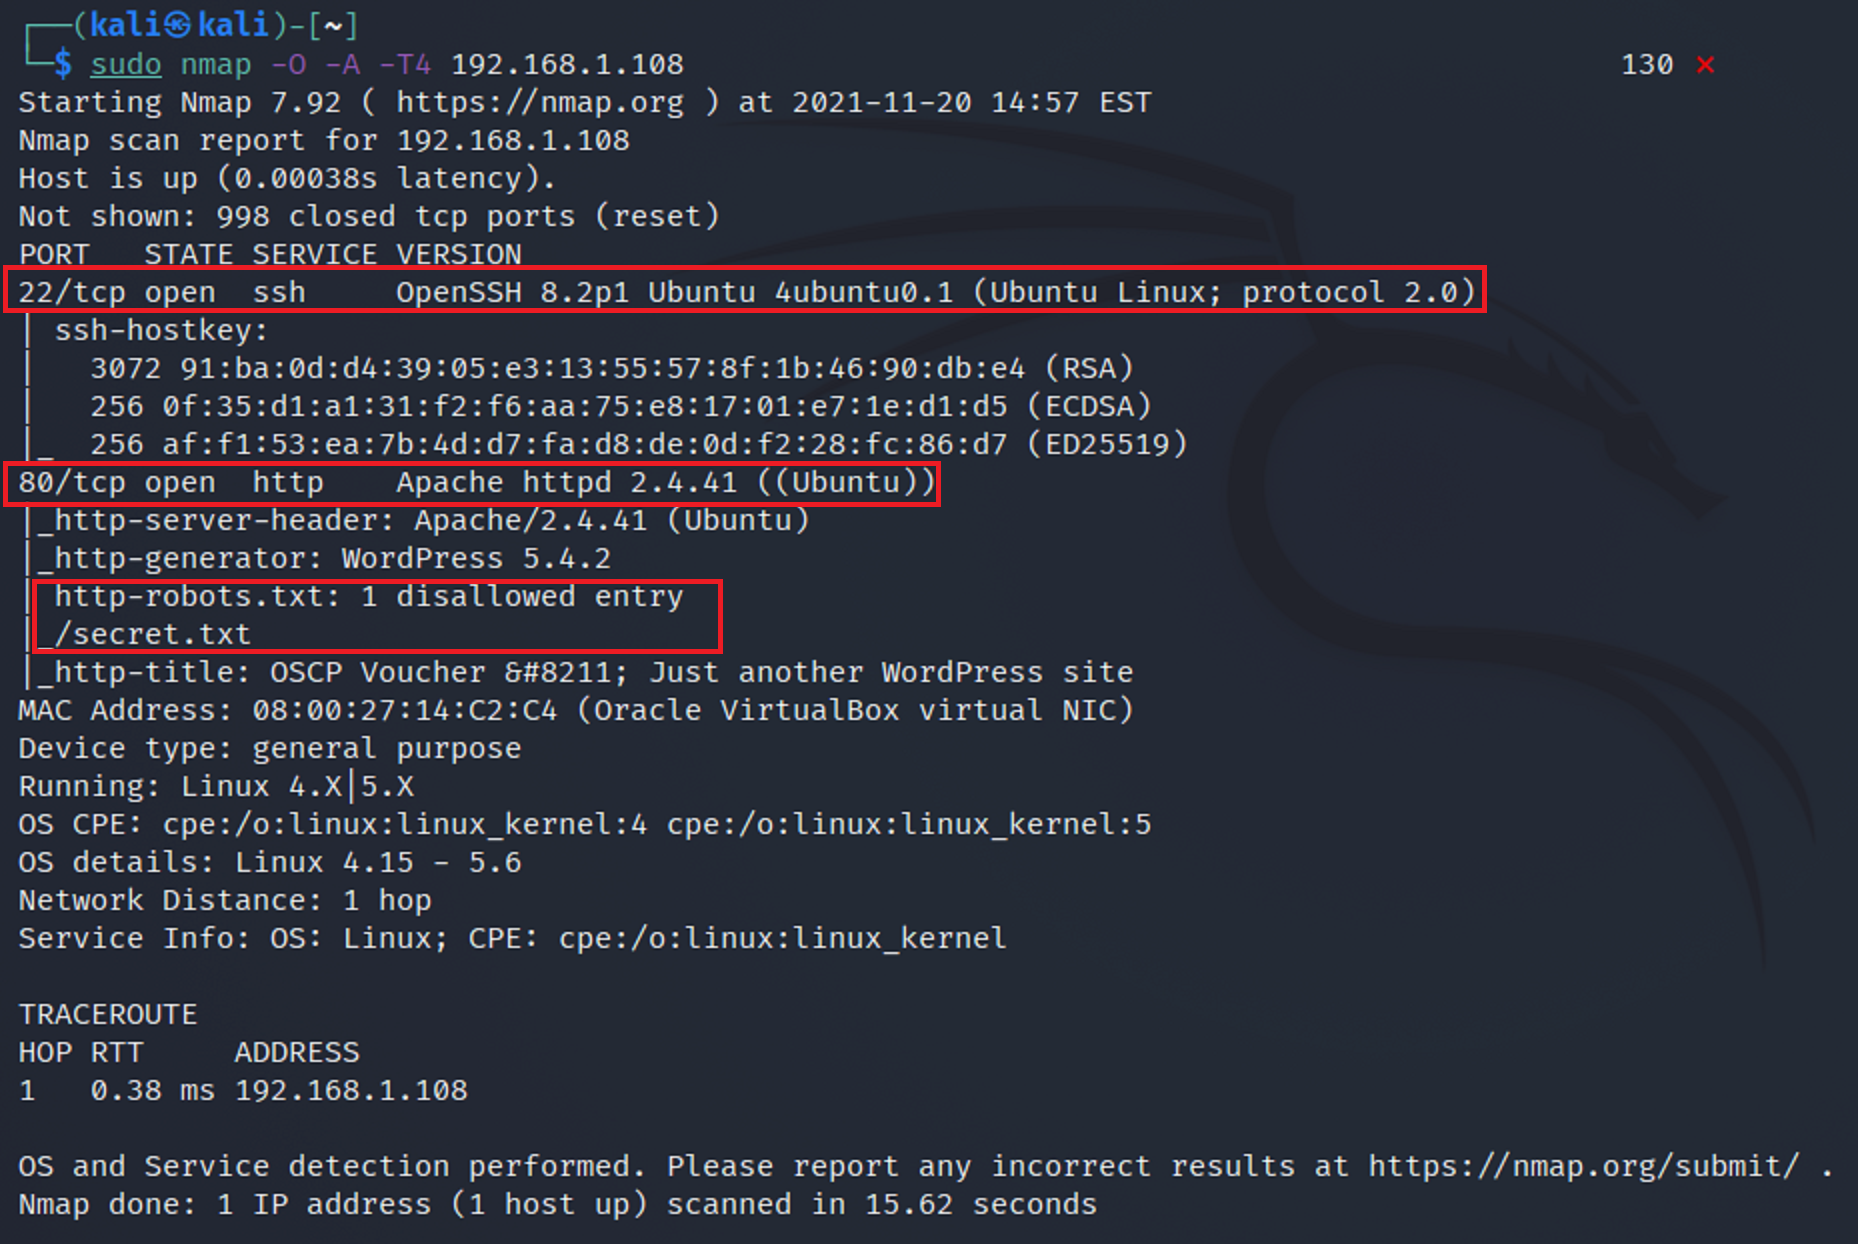 ┌──(kali㉿kali)-[~]
└─$ sudo nmap -O -A -T4 192.168.1.108 130 ⨯
Starting Nmap 7.92 ( https://nmap.org ) at 2021-11-20 14:57 EST
Nmap scan report for 192.168.1.108
Host is up (0.00038s latency).
Not shown: 998 closed tcp ports (reset)
PORT   STATE SERVICE VERSION
22/tcp open  ssh     OpenSSH 8.2p1 Ubuntu 4ubuntu0.1 (Ubuntu Linux; protocol 2.0)
| ssh-hostkey:
|   3072 91:ba:0d:d4:39:05:e3:13:55:57:8f:1b:46:90:db:e4 (RSA)
|   256 0f:35:d1:a1:31:f2:f6:aa:75:e8:17:01:e7:1e:d1:d5 (ECDSA)
|_  256 af:f1:53:ea:7b:4d:d7:fa:d8:de:0d:f2:28:fc:86:d7 (ED25519)
80/tcp open  http    Apache httpd 2.4.41 ((Ubuntu))
|_http-server-header: Apache/2.4.41 (Ubuntu)
|_http-generator: WordPress 5.4.2
| http-robots.txt: 1 disallowed entry
|_/secret.txt
|_http-title: OSCP Voucher &#8211; Just another WordPress site
MAC Address: 08:00:27:14:C2:C4 (Oracle VirtualBox virtual NIC)
Device type: general purpose
Running: Linux 4.X|5.X
OS CPE: cpe:/o:linux:linux_kernel:4 cpe:/o:linux:linux_kernel:5
OS details: Linux 4.15 - 5.6
Network Distance: 1 hop
Service Info: OS: Linux; CPE: cpe:/o:linux:linux_kernel
TRACEROUTE
HOP RTT     ADDRESS
1   0.38 ms 192.168.1.108
OS and Service detection performed. Please report any incorrect results at https://nmap.org/submit/ .
Nmap done: 1 IP address (1 host up) scanned in 15.62 seconds